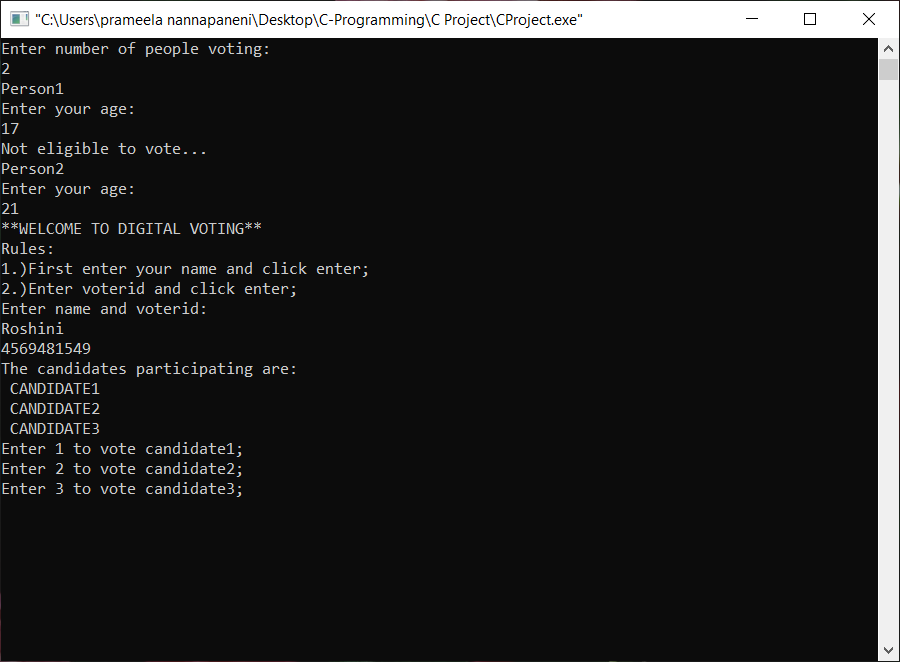 "C:\Users\prameela nannapaneni\Desktop\C-Programming\C Project\CProject.exe"
Enter number of people voting:
2
Person1
Enter your age:
17
Not eligible to vote...
Person2
Enter your age:
21
**WELCOME TO DIGITAL VOTING**
Rules:
1.)First enter your name and click enter;
2.)Enter voterid and click enter;
Enter name and voterid:
Roshini
4569481549
The candidates participating are:
 CANDIDATE1
 CANDIDATE2
 CANDIDATE3
Enter 1 to vote candidate1;
Enter 2 to vote candidate2;
Enter 3 to vote candidate3;